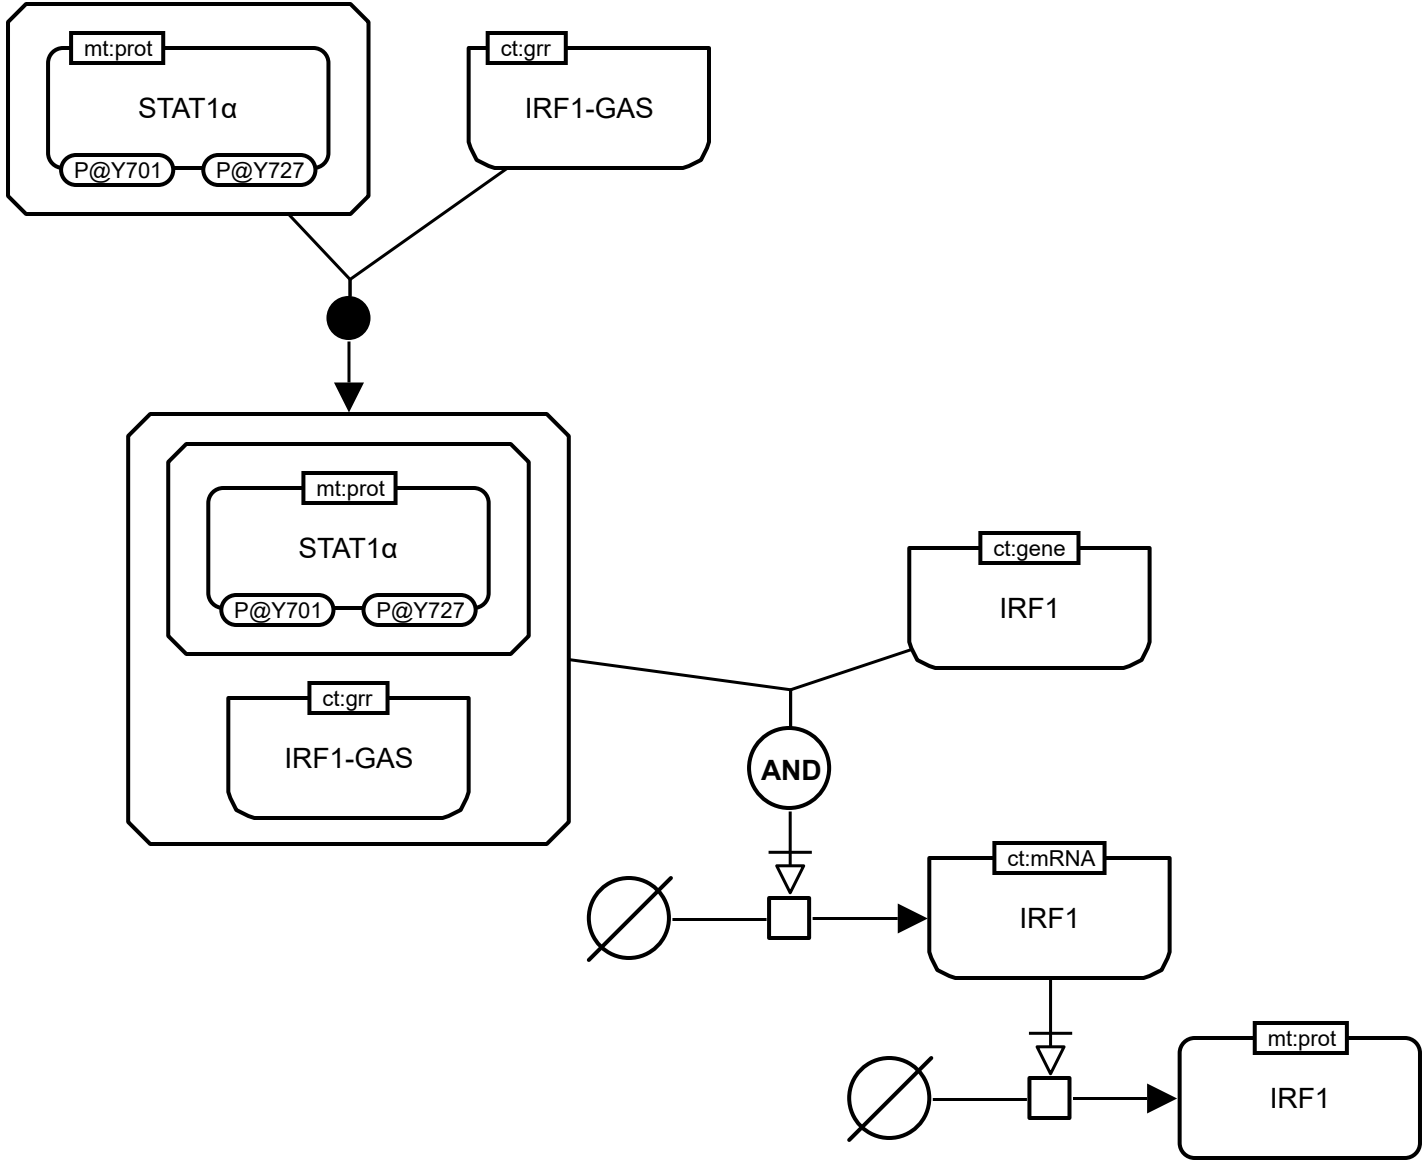 mt:prot
STAT1α
P@Y701
P@Y727
ct:grr
IRF1-GAS
mt:prot
STAT1α
P@Y701
P@Y727
ct:grr
IRF1-GAS
ct:gene
IRF1
AND
ct:mRNA
IRF1
mt:prot
IRF1